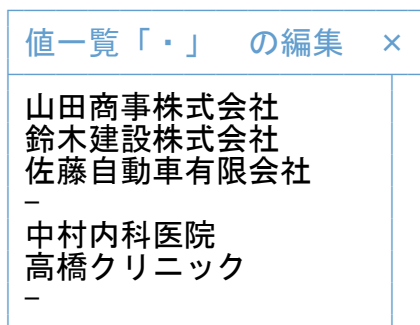 値一覧「・」　の編集　×
山田商事株式会社
鈴木建設株式会社
佐藤自動車有限会社
–
中村内科医院
高橋クリニック
–